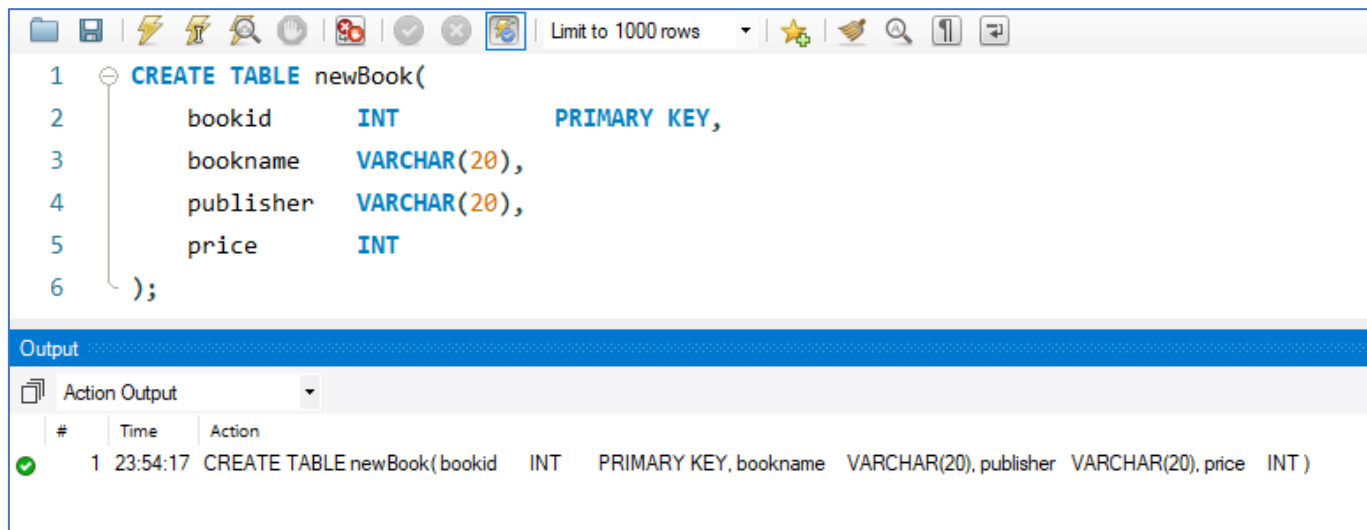 Limit to 1000 rows
1 CREATE TABLE newBook(
2 bookid INT PRIMARY KEY,
3 bookname VARCHAR(20),
4 publisher VARCHAR(20),
5 price INT
6 );
Output
Action Output
# Time Action
1 23:54:17 CREATE TABLE newBook( bookid INT PRIMARY KEY, bookname VARCHAR(20), publisher VARCHAR(20), price INT )